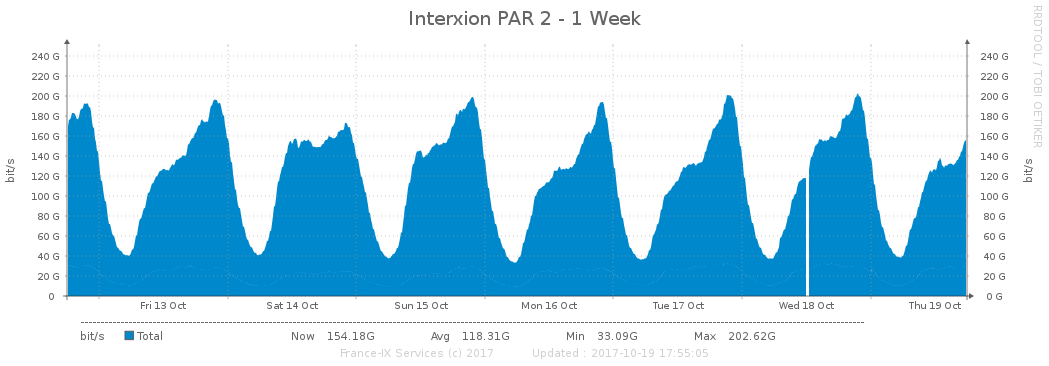 Interxion PAR 2 - 1 Week
RRDTOOL / TOBI OETIKER
240 G 240 G
220 G 220 G
200 G 200 G
180 G 180 G
160 G 160 G
140 G 140 G
120 G 120 G
100 G 100 G
80 G 80 G
60 G 60 G
40 G 40 G
20 G 20 G
0 0 G
bit/s bit/s
Fri 13 Oct Sat 14 Oct Sun 15 Oct Mon 16 Oct Tue 17 Oct Wed 18 Oct Thu 19 Oct
bit/s Total Now 154.18G Avg 118.31G Min 33.09G Max 202.62G
France-IX Services (c) 2017 Updated : 2017-10-19 17:55:05